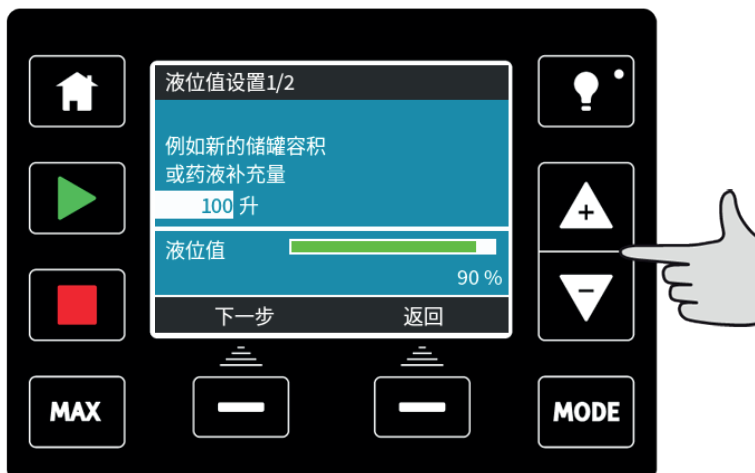 液位值设置1/2
例如新的储罐容积
或药液补充量
100 升
液位值
90 %
下一步 返回
+
−
MAX
MODE